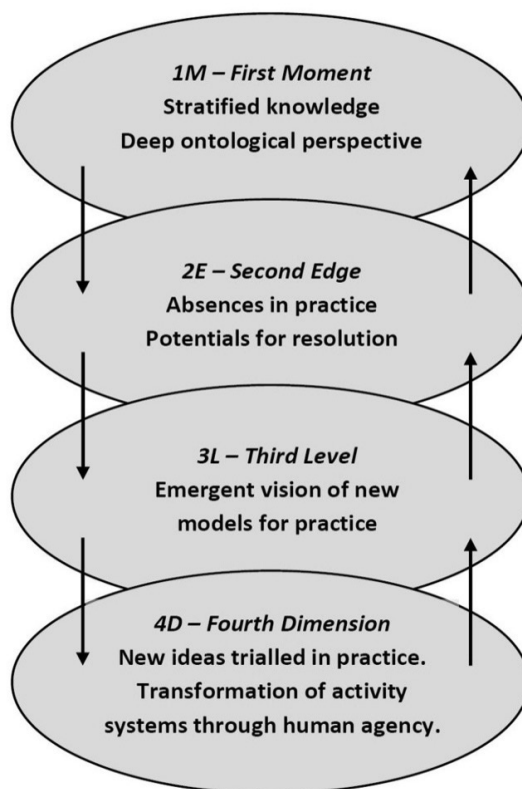 1M – First Moment
Stratified knowledge
Deep ontological perspective
2E – Second Edge
Absences in practice
Potentials for resolution
3L – Third Level
Emergent vision of new
models for practice
4D – Fourth Dimension
New ideas trialled in practice.
Transformation of activity
systems through human agency.